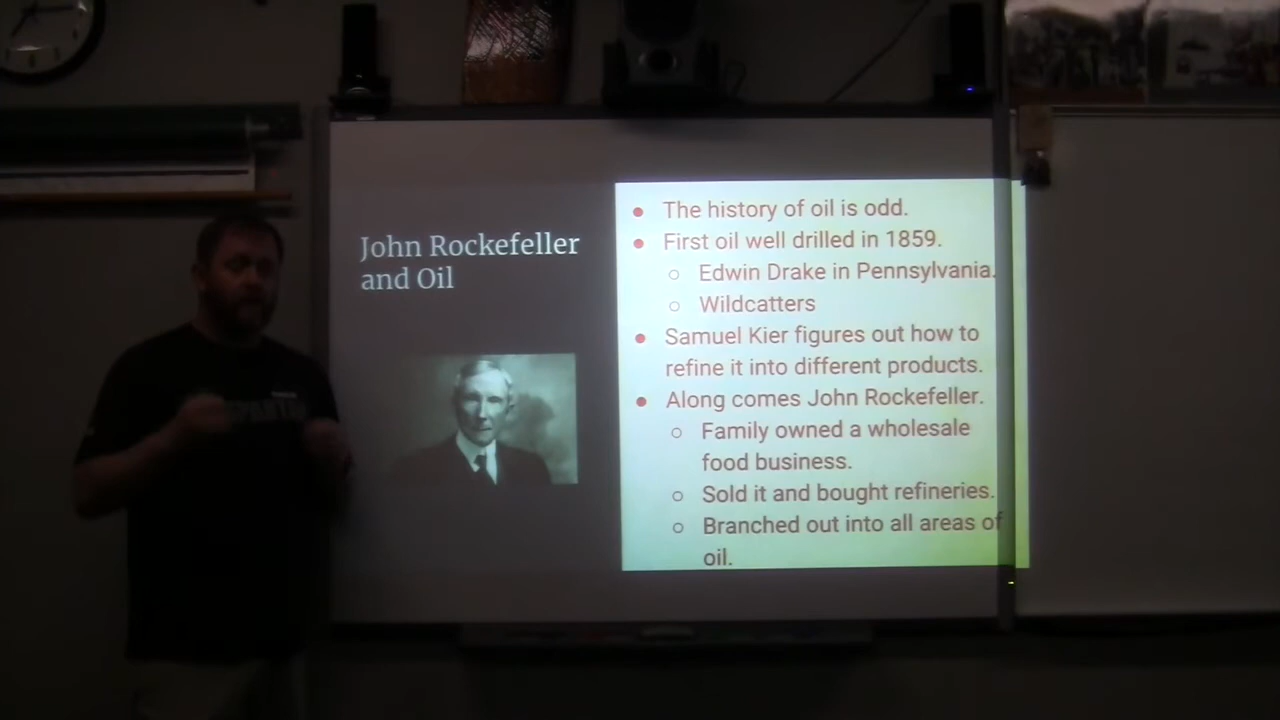 John Rockefeller
and Oil
● The history of oil is odd.
● First oil well drilled in 1859.
○ Edwin Drake in Pennsylvania.
○ Wildcatters
● Samuel Kier figures out how to
refine it into different products.
● Along comes John Rockefeller.
○ Family owned a wholesale
food business.
○ Sold it and bought refineries.
○ Branched out into all areas of
oil.